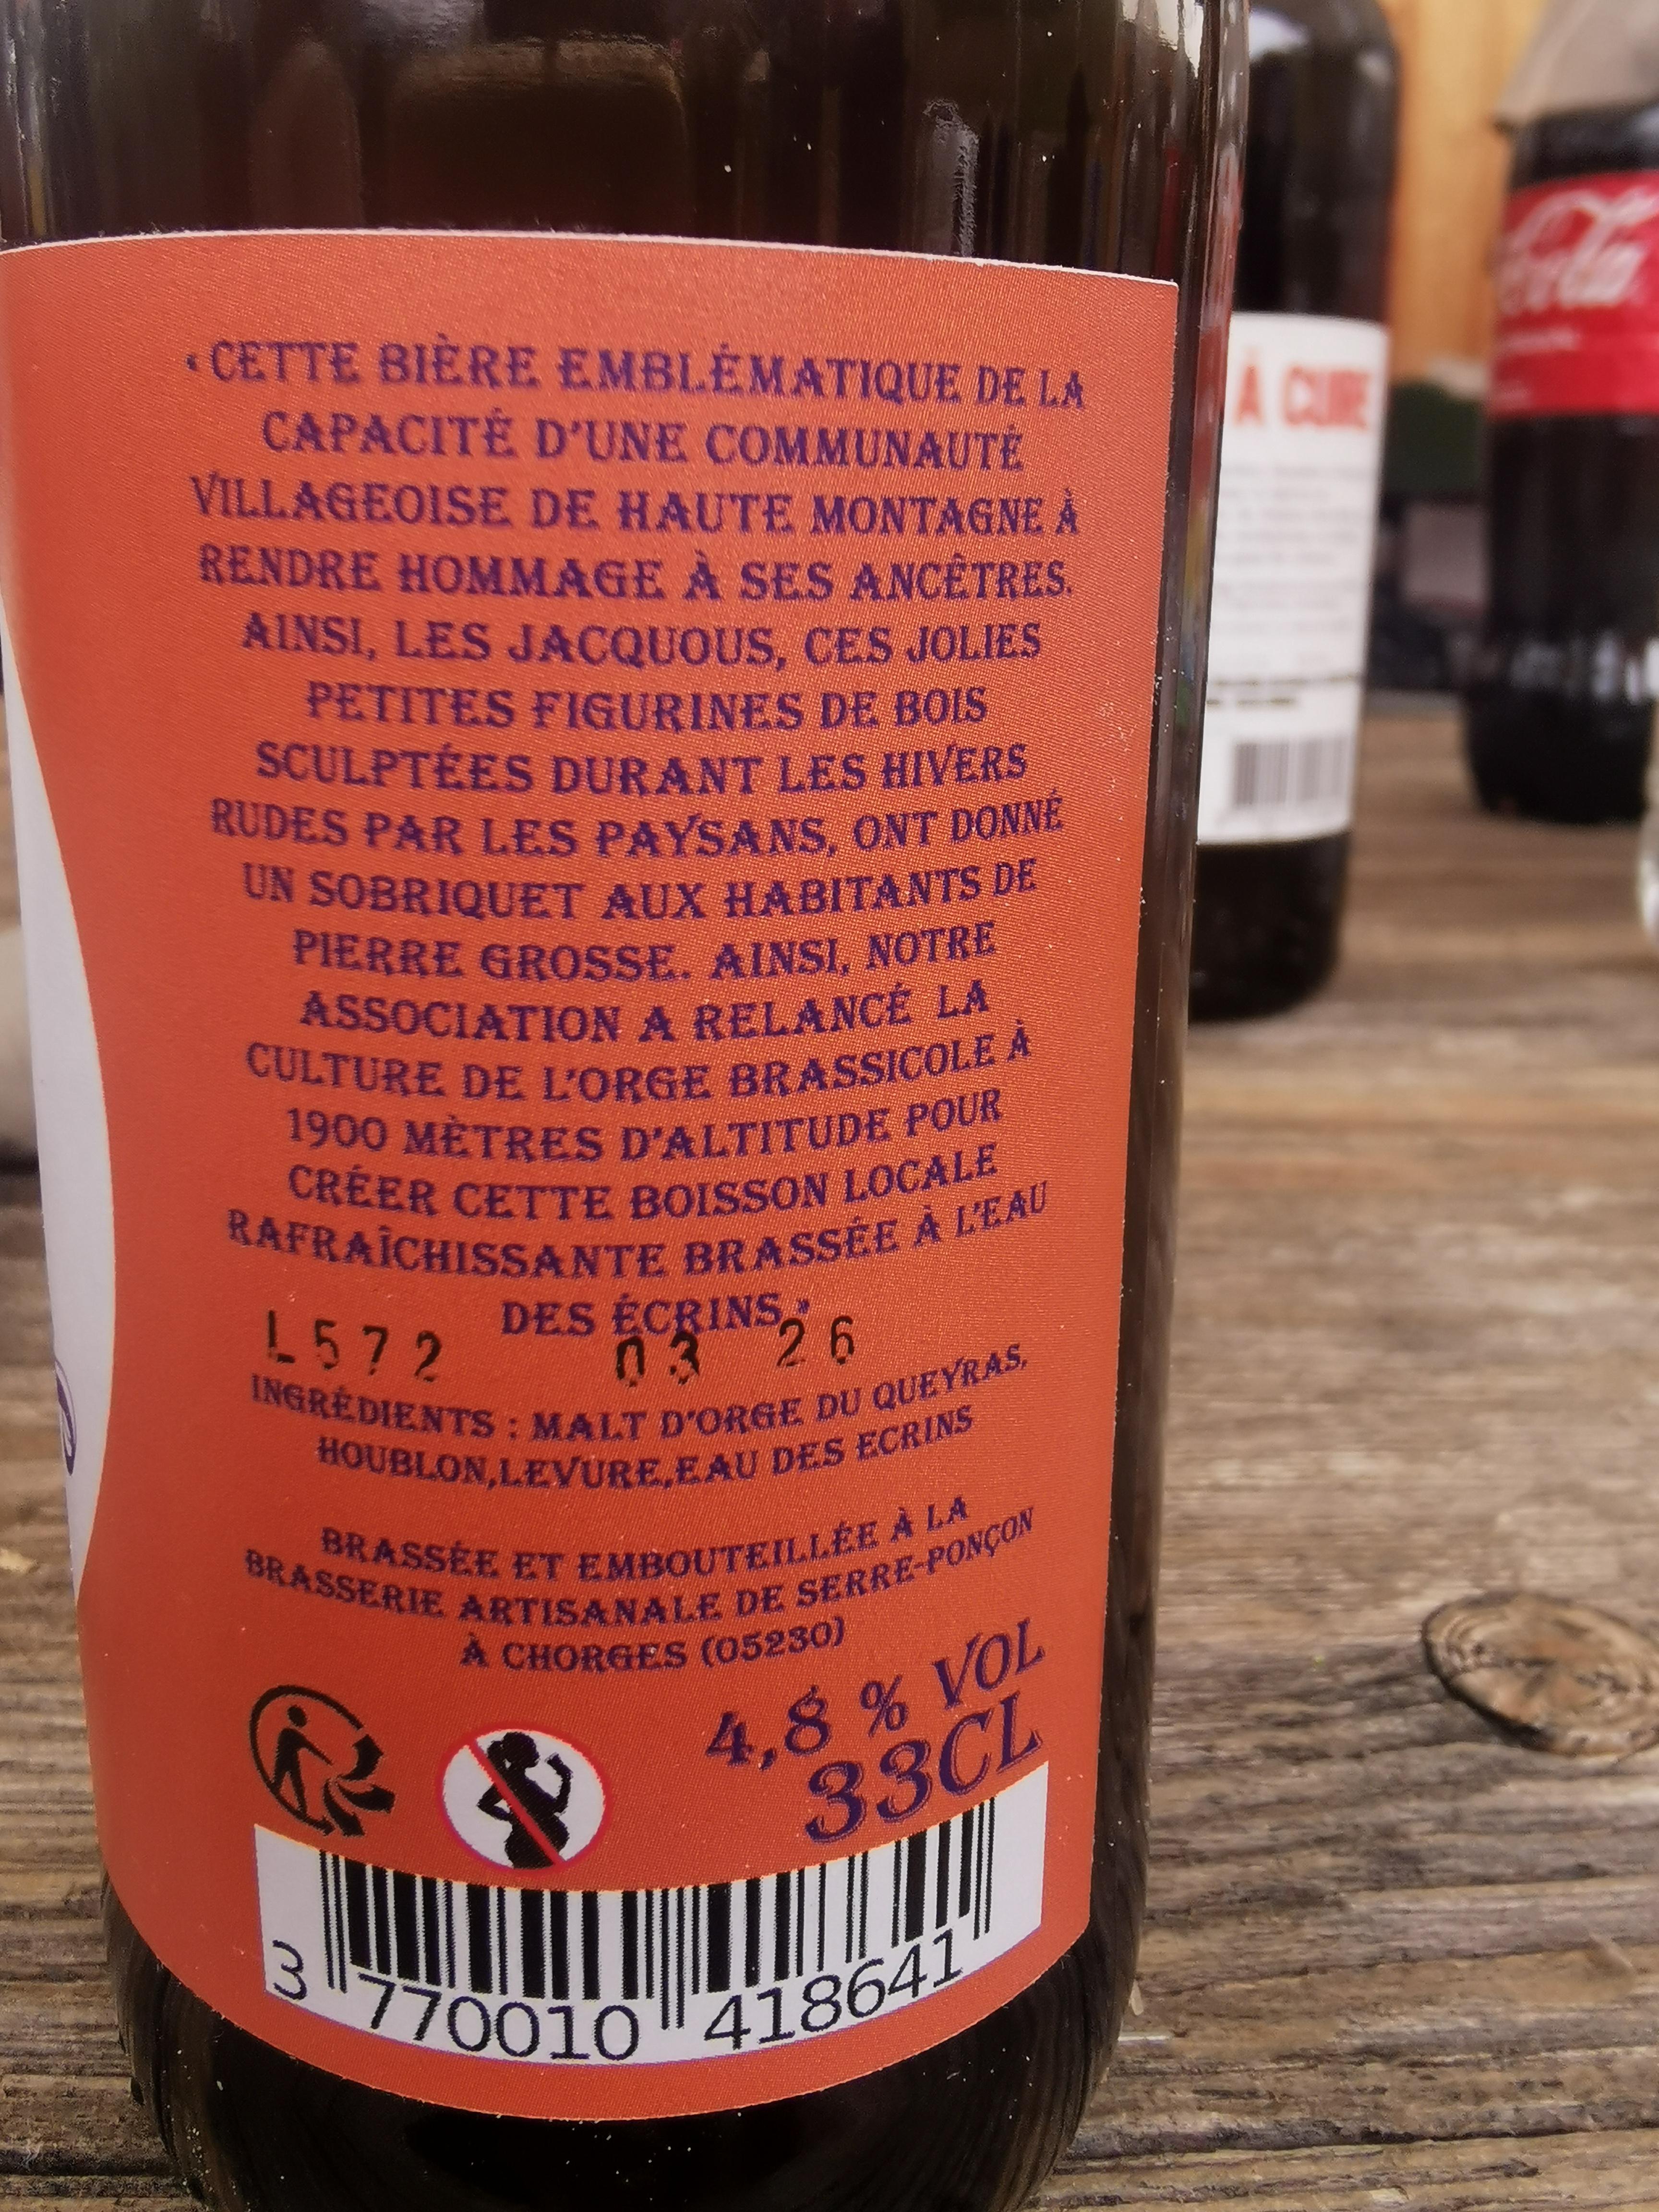 « CETTE BIÈRE EMBLÉMATIQUE DE LA
CAPACITÉ D'UNE COMMUNAUTÉ
VILLAGEOISE DE HAUTE MONTAGNE À
RENDRE HOMMAGE À SES ANCÊTRES.
AINSI, LES JACQUOUS, CES JOLIES
PETITES FIGURINES DE BOIS
SCULPTÉES DURANT LES HIVERS
RUDES PAR LES PAYSANS, ONT DONNÉ
UN SOBRIQUET AUX HABITANTS DE
PIERRE GROSSE. AINSI, NOTRE
ASSOCIATION A RELANCÉ LA
CULTURE DE L'ORGE BRASSICOLE À
1900 MÈTRES D'ALTITUDE POUR
CRÉER CETTE BOISSON LOCALE
RAFRAÎCHISSANTE BRASSÉE À L'EAU
DES ÉCRINS »
L572 03 26
INGRÉDIENTS : MALT D'ORGE DU QUEYRAS,
HOUBLON,LEVURE,EAU DES ECRINS
BRASSÉE ET EMBOUTEILLÉE À LA
BRASSERIE ARTISANALE DE SERRE-PONÇON
À CHORGES (05230)
4,8 % VOL
33CL
3 770010 418641
À CUIRE